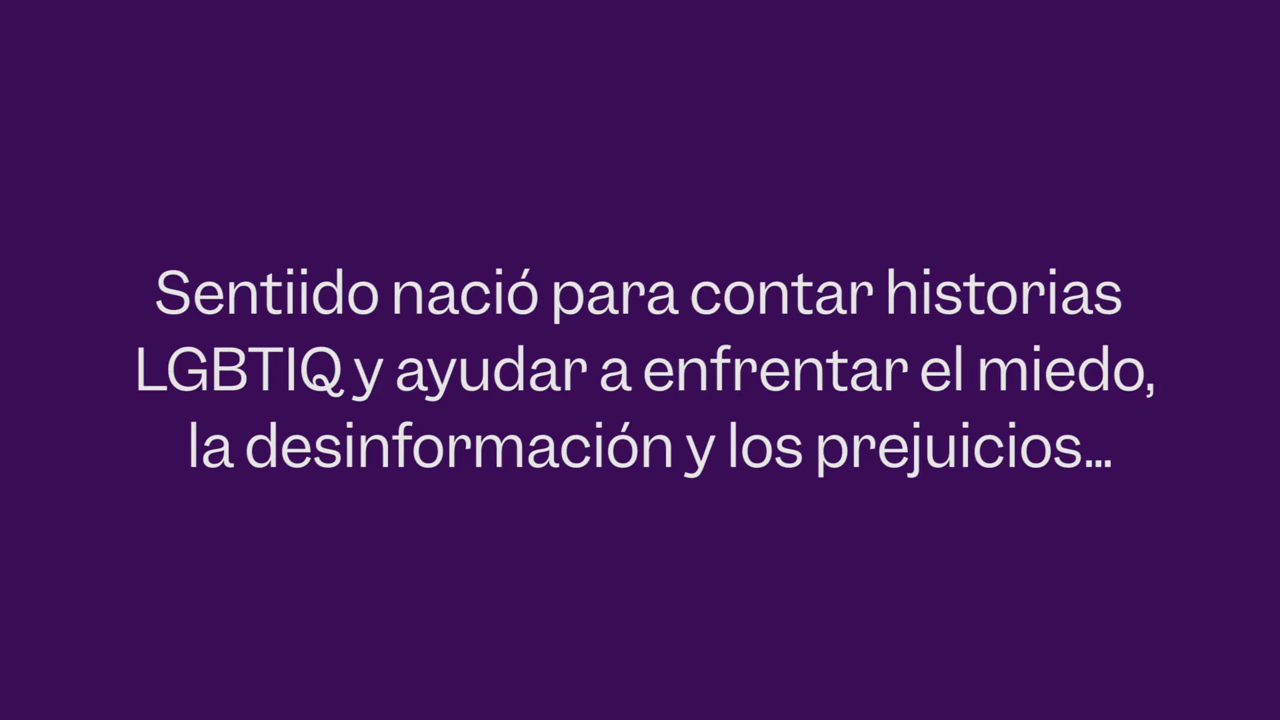 Sentiido nació para contar historias
LGBTIQ y ayudar a enfrentar el miedo,
la desinformación y los prejuicios...